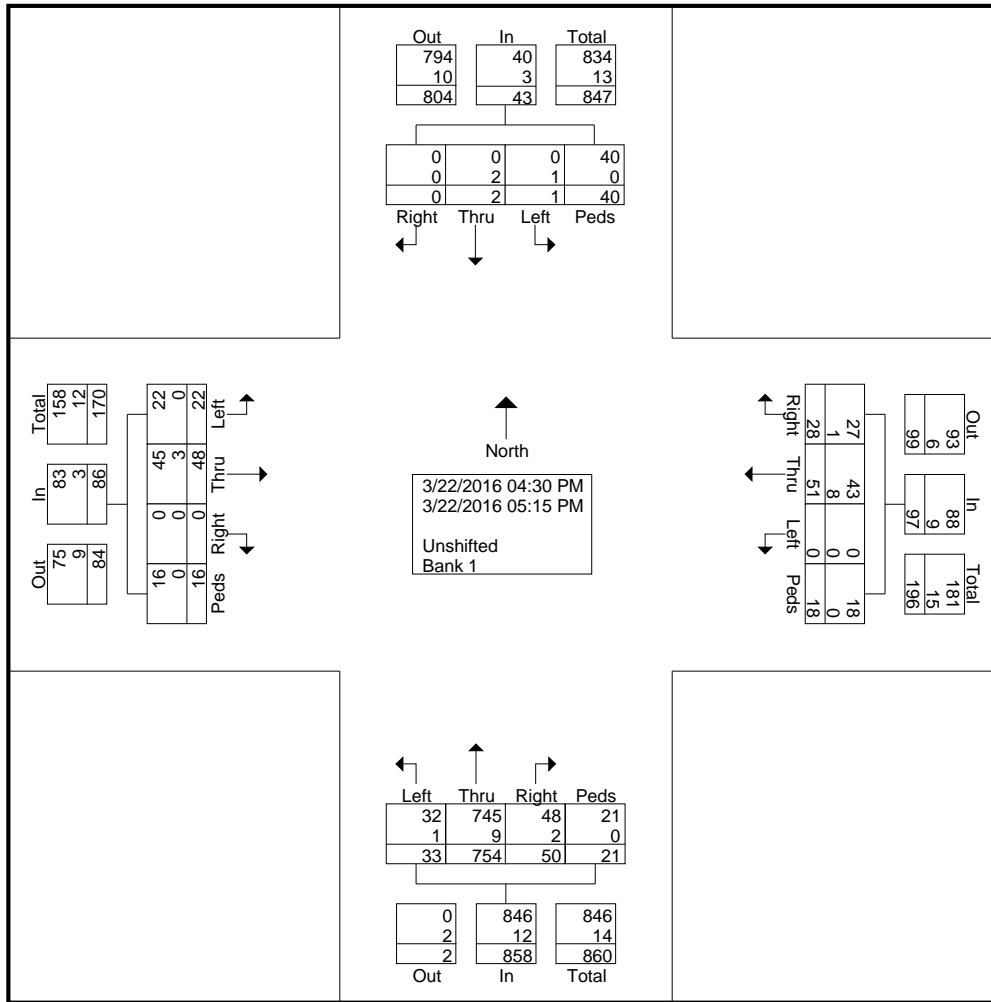 Out In Total
794 40 834
10 3 13
804 43 847
0 0 0 40
0 2 1 0
0 2 1 40
Right Thru Left Peds
Total
158
12
170
In
83
3
86
Out
75
9
84
22 0 22
Left
45 3 48
Thru
0 0 0
Right
16 0 16
Peds
North
3/22/2016 04:30 PM
3/22/2016 05:15 PM
Unshifted
Bank 1
Right
27 1 28
Thru
43 8 51
Left
0 0 0
Peds
18 0 18
Out
93
6
99
In
88
9
97
Total
181
15
196
Left Thru Right Peds
32 745 48 21
1 9 2 0
33 754 50 21
0 846 846
2 12 14
2 858 860
Out In Total